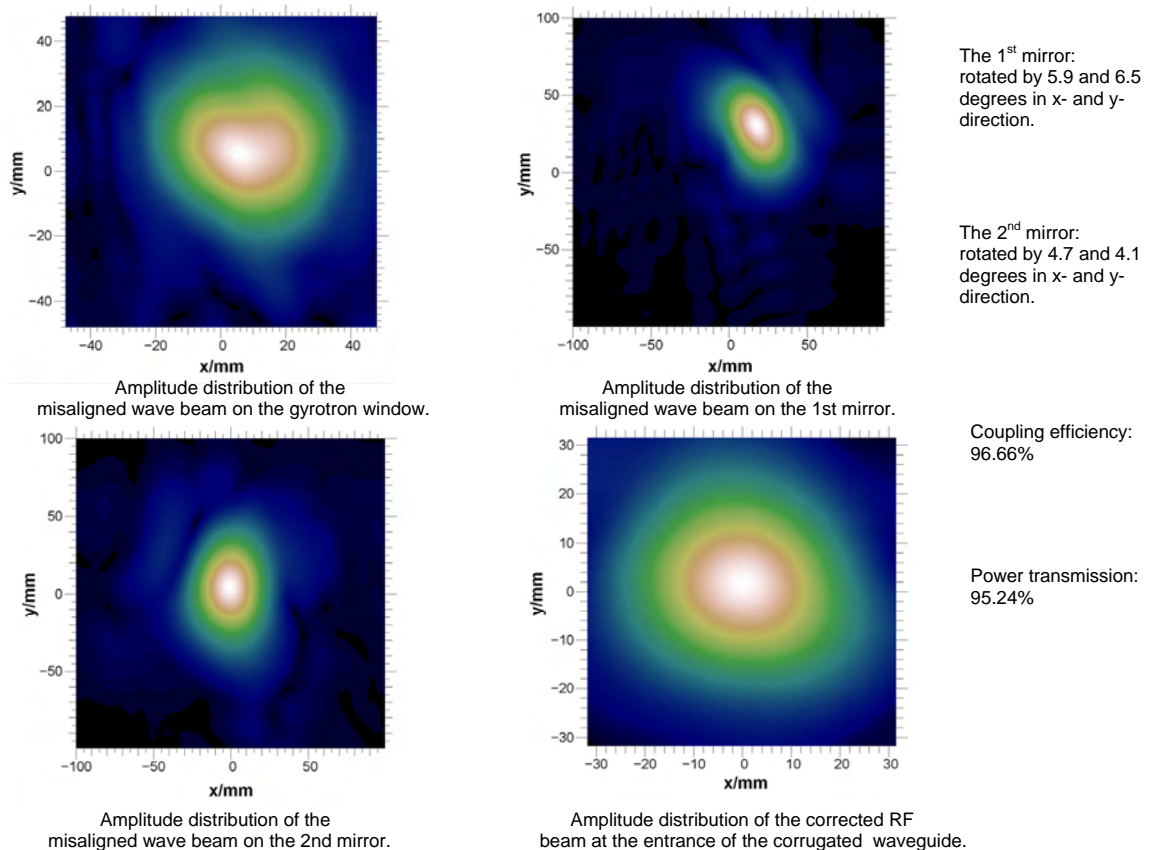 40
20
0
−20
−40
y/mm
−40 −20 0 20 40
x/mm
Amplitude distribution of the
misaligned wave beam on the gyrotron window.
100
50
0
−50
y/mm
−100 −50 0 50
x/mm
Amplitude distribution of the
misaligned wave beam on the 1st mirror.
The 1st mirror:
rotated by 5.9 and 6.5
degrees in x- and y-
direction.
The 2nd mirror:
rotated by 4.7 and 4.1
degrees in x- and y-
direction.
100
50
0
−50
y/mm
−100 −50 0 50
x/mm
Amplitude distribution of the
misaligned wave beam on the 2nd mirror.
30
20
10
0
−10
−20
−30
y/mm
−30 −20 −10 0 10 20 30
x/mm
Amplitude distribution of the corrected RF
beam at the entrance of the corrugated waveguide.
Coupling efficiency:
96.66%
Power transmission:
95.24%